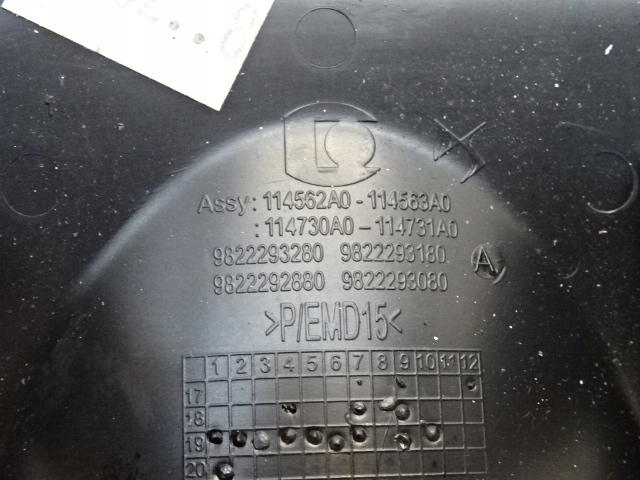 Assy: 114562A0 - 114563A0
: 114730A0 - 114731A0
9822293280 9822293180
9822292880 9822293080
A
>P/EMD15<
1 2 3 4 5 6 7 8 9 10 11 12
17
18
19
20